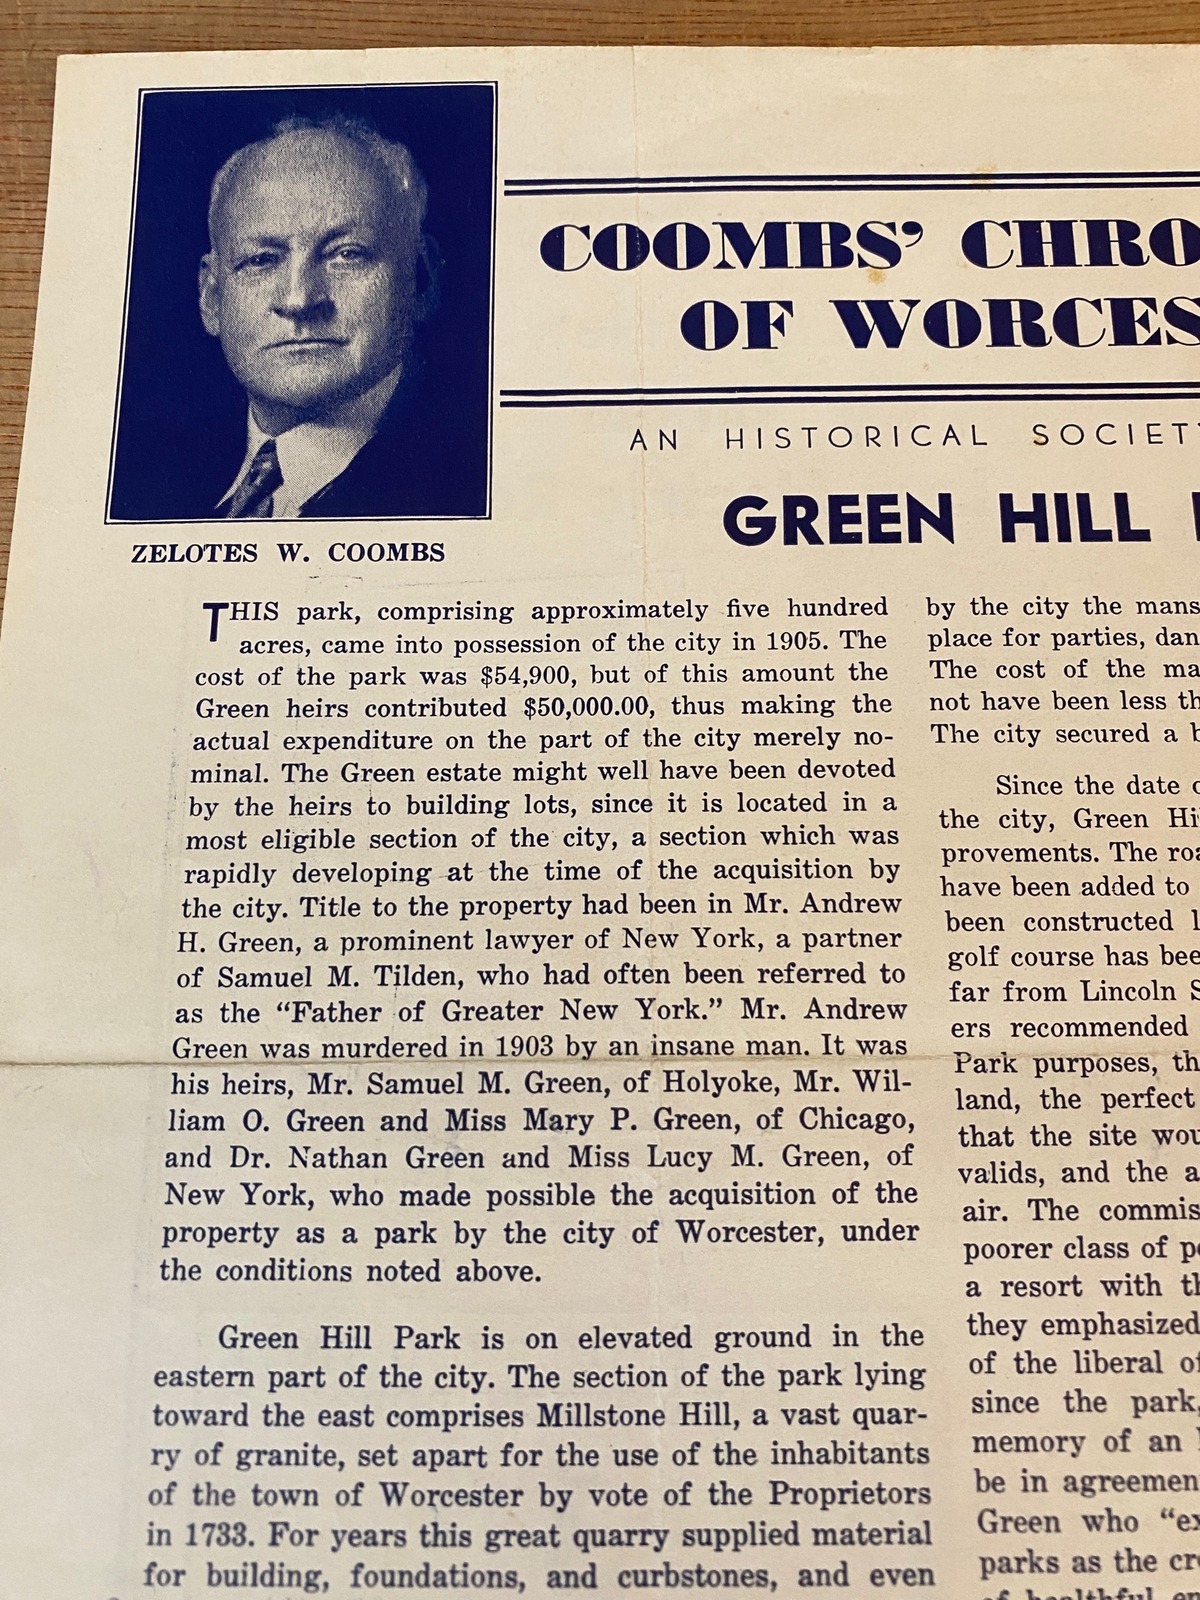 COOMBS' CHRO
OF WORCES
AN HISTORICAL SOCIET
GREEN HILL
ZELOTES W. COOMBS
THIS park, comprising approximately five hundred
acres, came into possession of the city in 1905. The
cost of the park was $54,900, but of this amount the
Green heirs contributed $50,000.00, thus making the
actual expenditure on the part of the city merely no-
minal. The Green estate might well have been devoted
by the heirs to building lots, since it is located in a
most eligible section of the city, a section which was
rapidly developing at the time of the acquisition by
the city. Title to the property had been in Mr. Andrew
H. Green, a prominent lawyer of New York, a partner
of Samuel M. Tilden, who had often been referred to
as the “Father of Greater New York.” Mr. Andrew
Green was murdered in 1903 by an insane man. It was
his heirs, Mr. Samuel M. Green, of Holyoke, Mr. Wil-
liam O. Green and Miss Mary P. Green, of Chicago,
and Dr. Nathan Green and Miss Lucy M. Green, of
New York, who made possible the acquisition of the
property as a park by the city of Worcester, under
the conditions noted above.
Green Hill Park is on elevated ground in the
eastern part of the city. The section of the park lying
toward the east comprises Millstone Hill, a vast quar-
ry of granite, set apart for the use of the inhabitants
of the town of Worcester by vote of the Proprietors
in 1733. For years this great quarry supplied material
for building, foundations, and curbstones, and even
by the city the mans
place for parties, dan
The cost of the ma
not have been less th
The city secured a b
Since the date o
the city, Green Hi
provements. The roa
have been added to
been constructed l
golf course has bee
far from Lincoln S
ers recommended
Park purposes, th
land, the perfect
that the site wou
valids, and the a
air. The commis
poorer class of pe
a resort with th
they emphasized
of the liberal of
since the park,
memory of an
be in agreemen
Green who “ex
parks as the cre
of healthful en